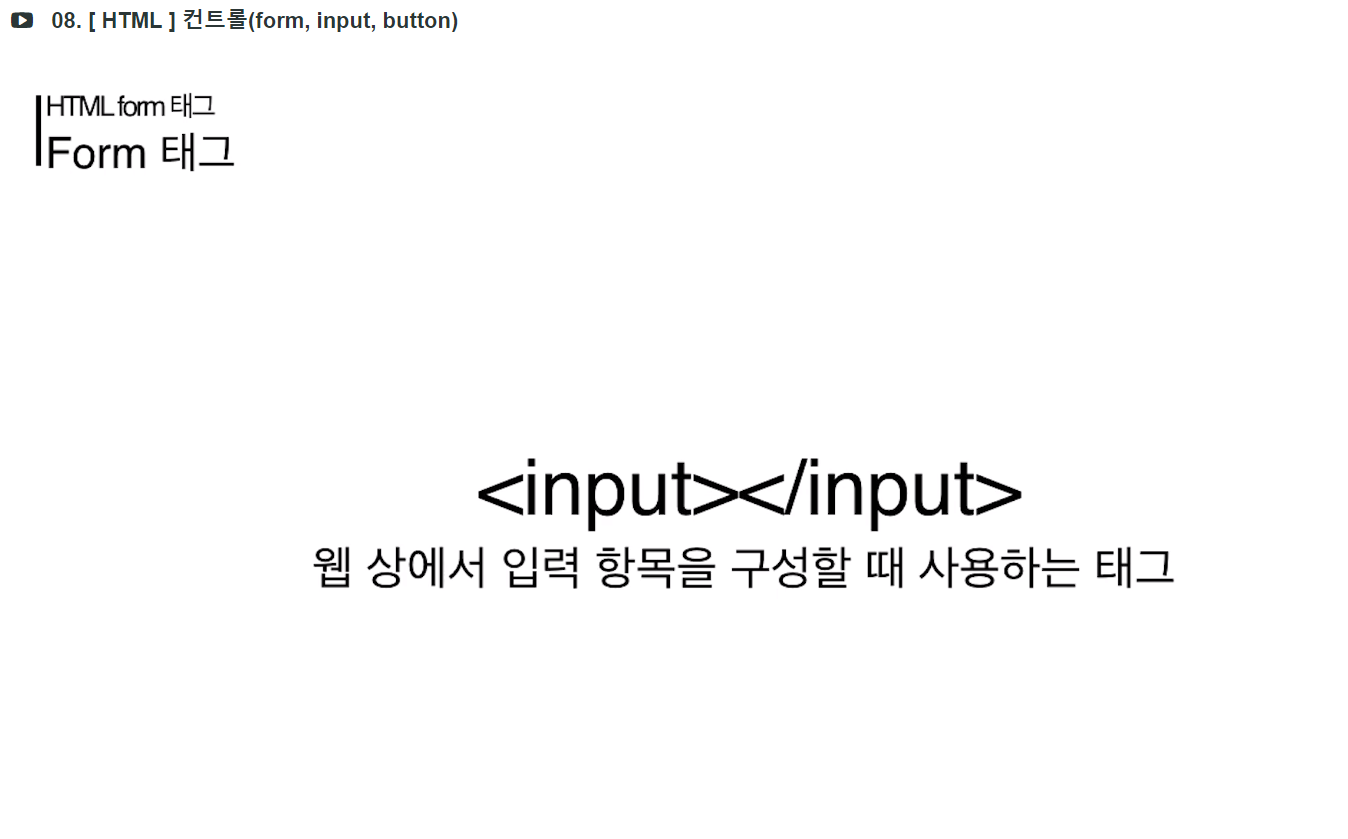 08. [ HTML ] 컨트롤(form, input, button)
HTML form 태그
Form 태그
<input></input>
웹 상에서 입력 항목을 구성할 때 사용하는 태그